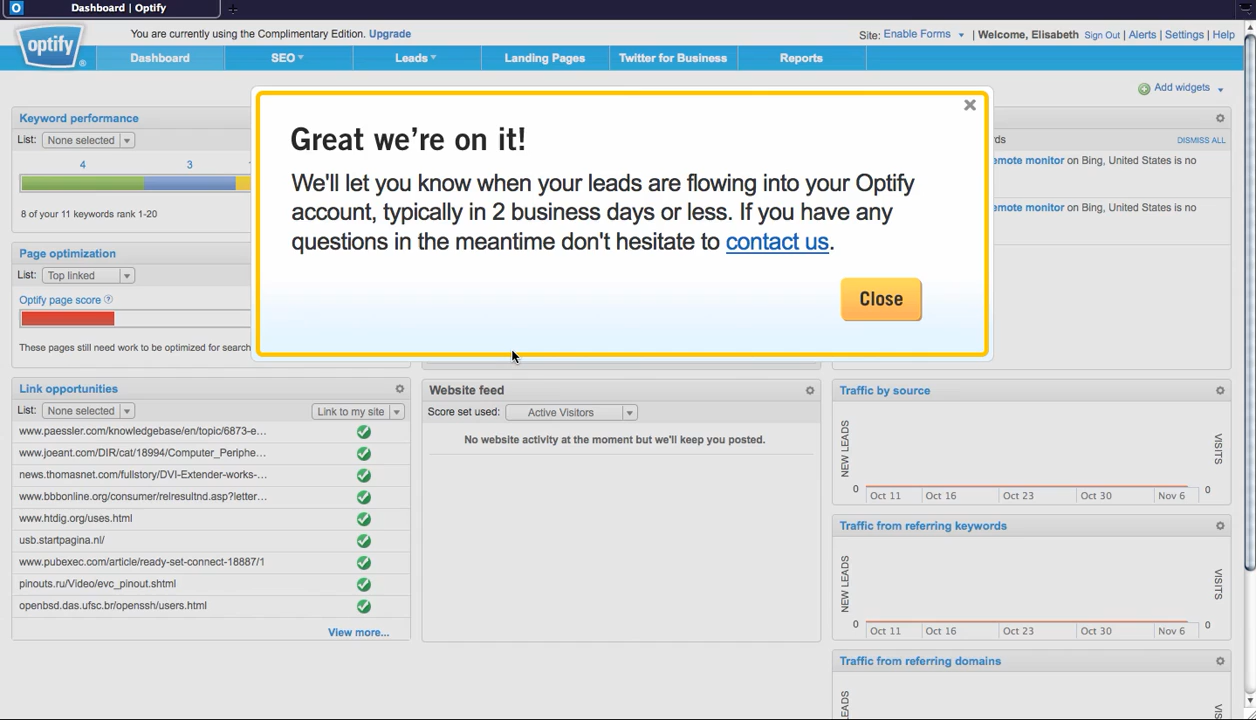 Dashboard | Optify
optify
You are currently using the Complimentary Edition. Upgrade
Site: Enable Forms | Welcome, Elisabeth Sign Out | Alerts | Settings | Help
Dashboard SEO Leads Landing Pages Twitter for Business Reports
Add widgets
Great we're on it!
We'll let you know when your leads are flowing into your Optify
account, typically in 2 business days or less. If you have any
questions in the meantime don't hesitate to contact us.
Close
Keyword performance
List: None selected
4 3
8 of your 11 keywords rank 1-20
Page optimization
List: Top linked
Optify page score
These pages still need work to be optimized for search
DISMISS ALL
emote monitor on Bing, United States is no
emote monitor on Bing, United States is no
Link opportunities
List: None selected Link to my site
www.paessler.com/knowledgebase/en/topic/6873-e...
www.joeant.com/DIR/cat/18994/Computer_Periphe...
news.thomasnet.com/fullstory/DVI-Extender-works-...
www.bbbonline.org/consumer/relresultnd.asp?letter...
www.htdig.org/uses.html
usb.startpagina.nl/
www.pubexec.com/article/ready-set-connect-18887/1
pinouts.ru/Video/evc_pinout.shtml
openbsd.das.ufsc.br/openssh/users.html
View more...
Website feed
Score set used: Active Visitors
No website activity at the moment but we'll keep you posted.
Traffic by source
NEW LEADS
VISITS
0 0
Oct 11 Oct 16 Oct 23 Oct 30 Nov 6
Traffic from referring keywords
NEW LEADS
VISITS
0 0
Oct 11 Oct 16 Oct 23 Oct 30 Nov 6
Traffic from referring domains
LEADS